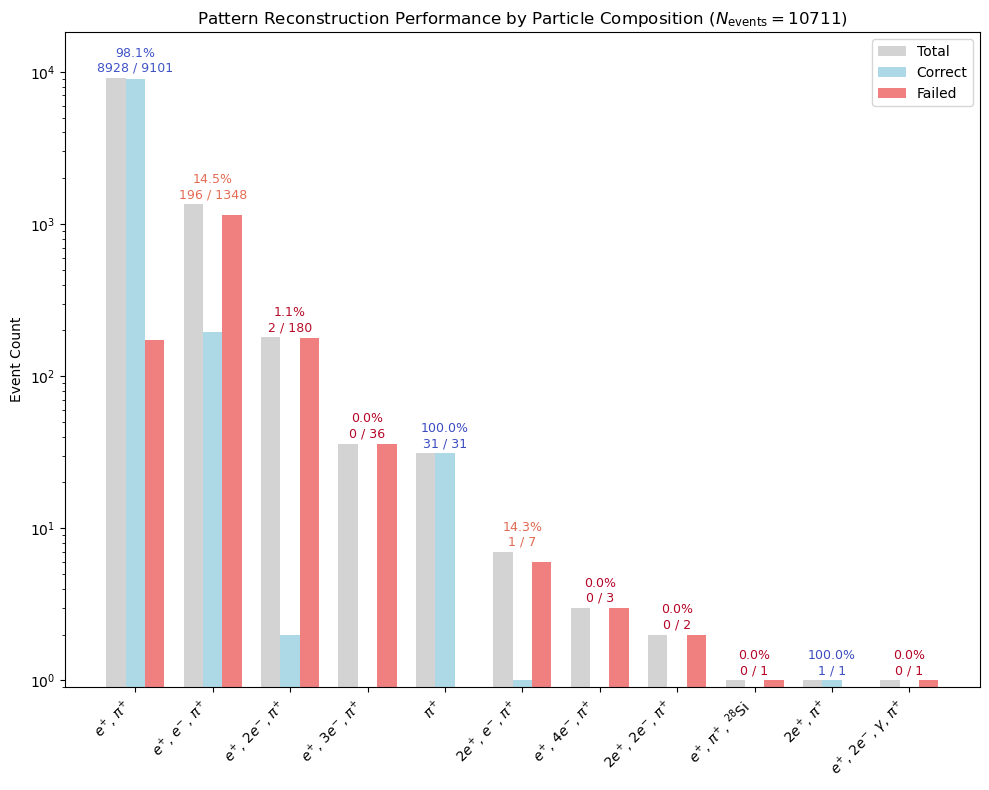 Pattern Reconstruction Performance by Particle Composition (N_events = 10711)
Total
Correct
Failed
Event Count
10⁴
10³
10²
10¹
10⁰
98.1%
8928 / 9101
14.5%
196 / 1348
1.1%
2 / 180
0.0%
0 / 36
100.0%
31 / 31
14.3%
1 / 7
0.0%
0 / 3
0.0%
0 / 2
0.0%
0 / 1
100.0%
1 / 1
0.0%
0 / 1
e⁺, π⁺
e⁺, e⁻, π⁺
e⁺, 2e⁻, π⁺
e⁺, 3e⁻, π⁺
π⁺
2e⁺, e⁻, π⁺
e⁺, 4e⁻, π⁺
2e⁺, 2e⁻, π⁺
e⁺, π⁺, ²⁸Si
2e⁺, π⁺
e⁺, 2e⁻, γ, π⁺